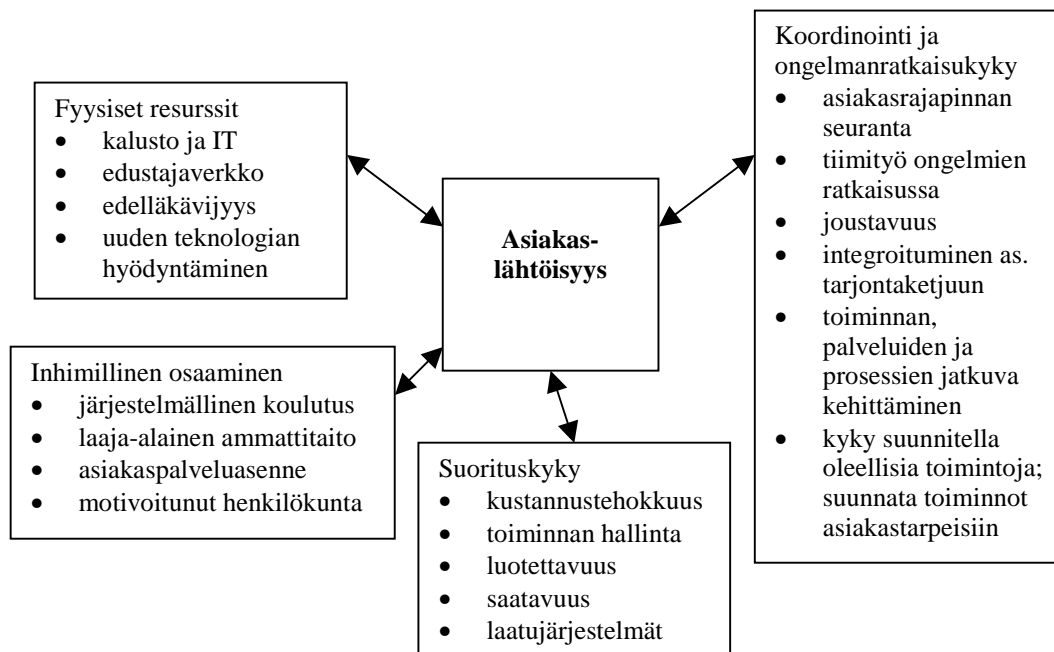 Fyysiset resurssit
• kalusto ja IT
• edustajaverkko
• edelläkävijyys
• uuden teknologian
hyödyntäminen
Asiakas-
lähtöisyys
Koordinointi ja
ongelmanratkaisukyky
• asiakasrajapinnan
seuranta
• tiimityö ongelmien
ratkaisussa
• joustavuus
• integroituminen as.
tarjontaketjuun
• toiminnan,
palveluiden ja
prosessien jatkuva
kehittäminen
• kyky suunnitella
oleellisia toimintoja;
suunnata toiminnot
asiakastarpeisiin
Inhimillinen osaaminen
• järjestelmällinen koulutus
• laaja-alainen ammattitaito
• asiakaspalveluasenne
• motivoitunut henkilökunta
Suorituskyky
• kustannustehokkuus
• toiminnan hallinta
• luotettavuus
• saatavuus
• laatujärjestelmät